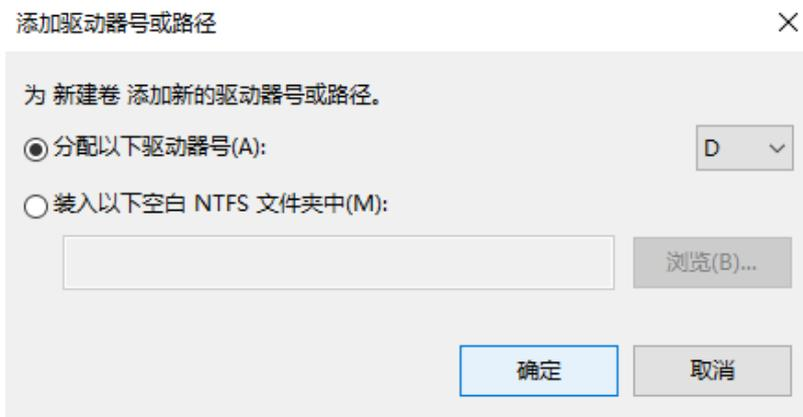 添加驱动器号或路径
为 新建卷 添加新的驱动器号或路径。
分配以下驱动器号(A): D
装入以下空白 NTFS 文件夹中(M):
浏览(B)...
确定 取消